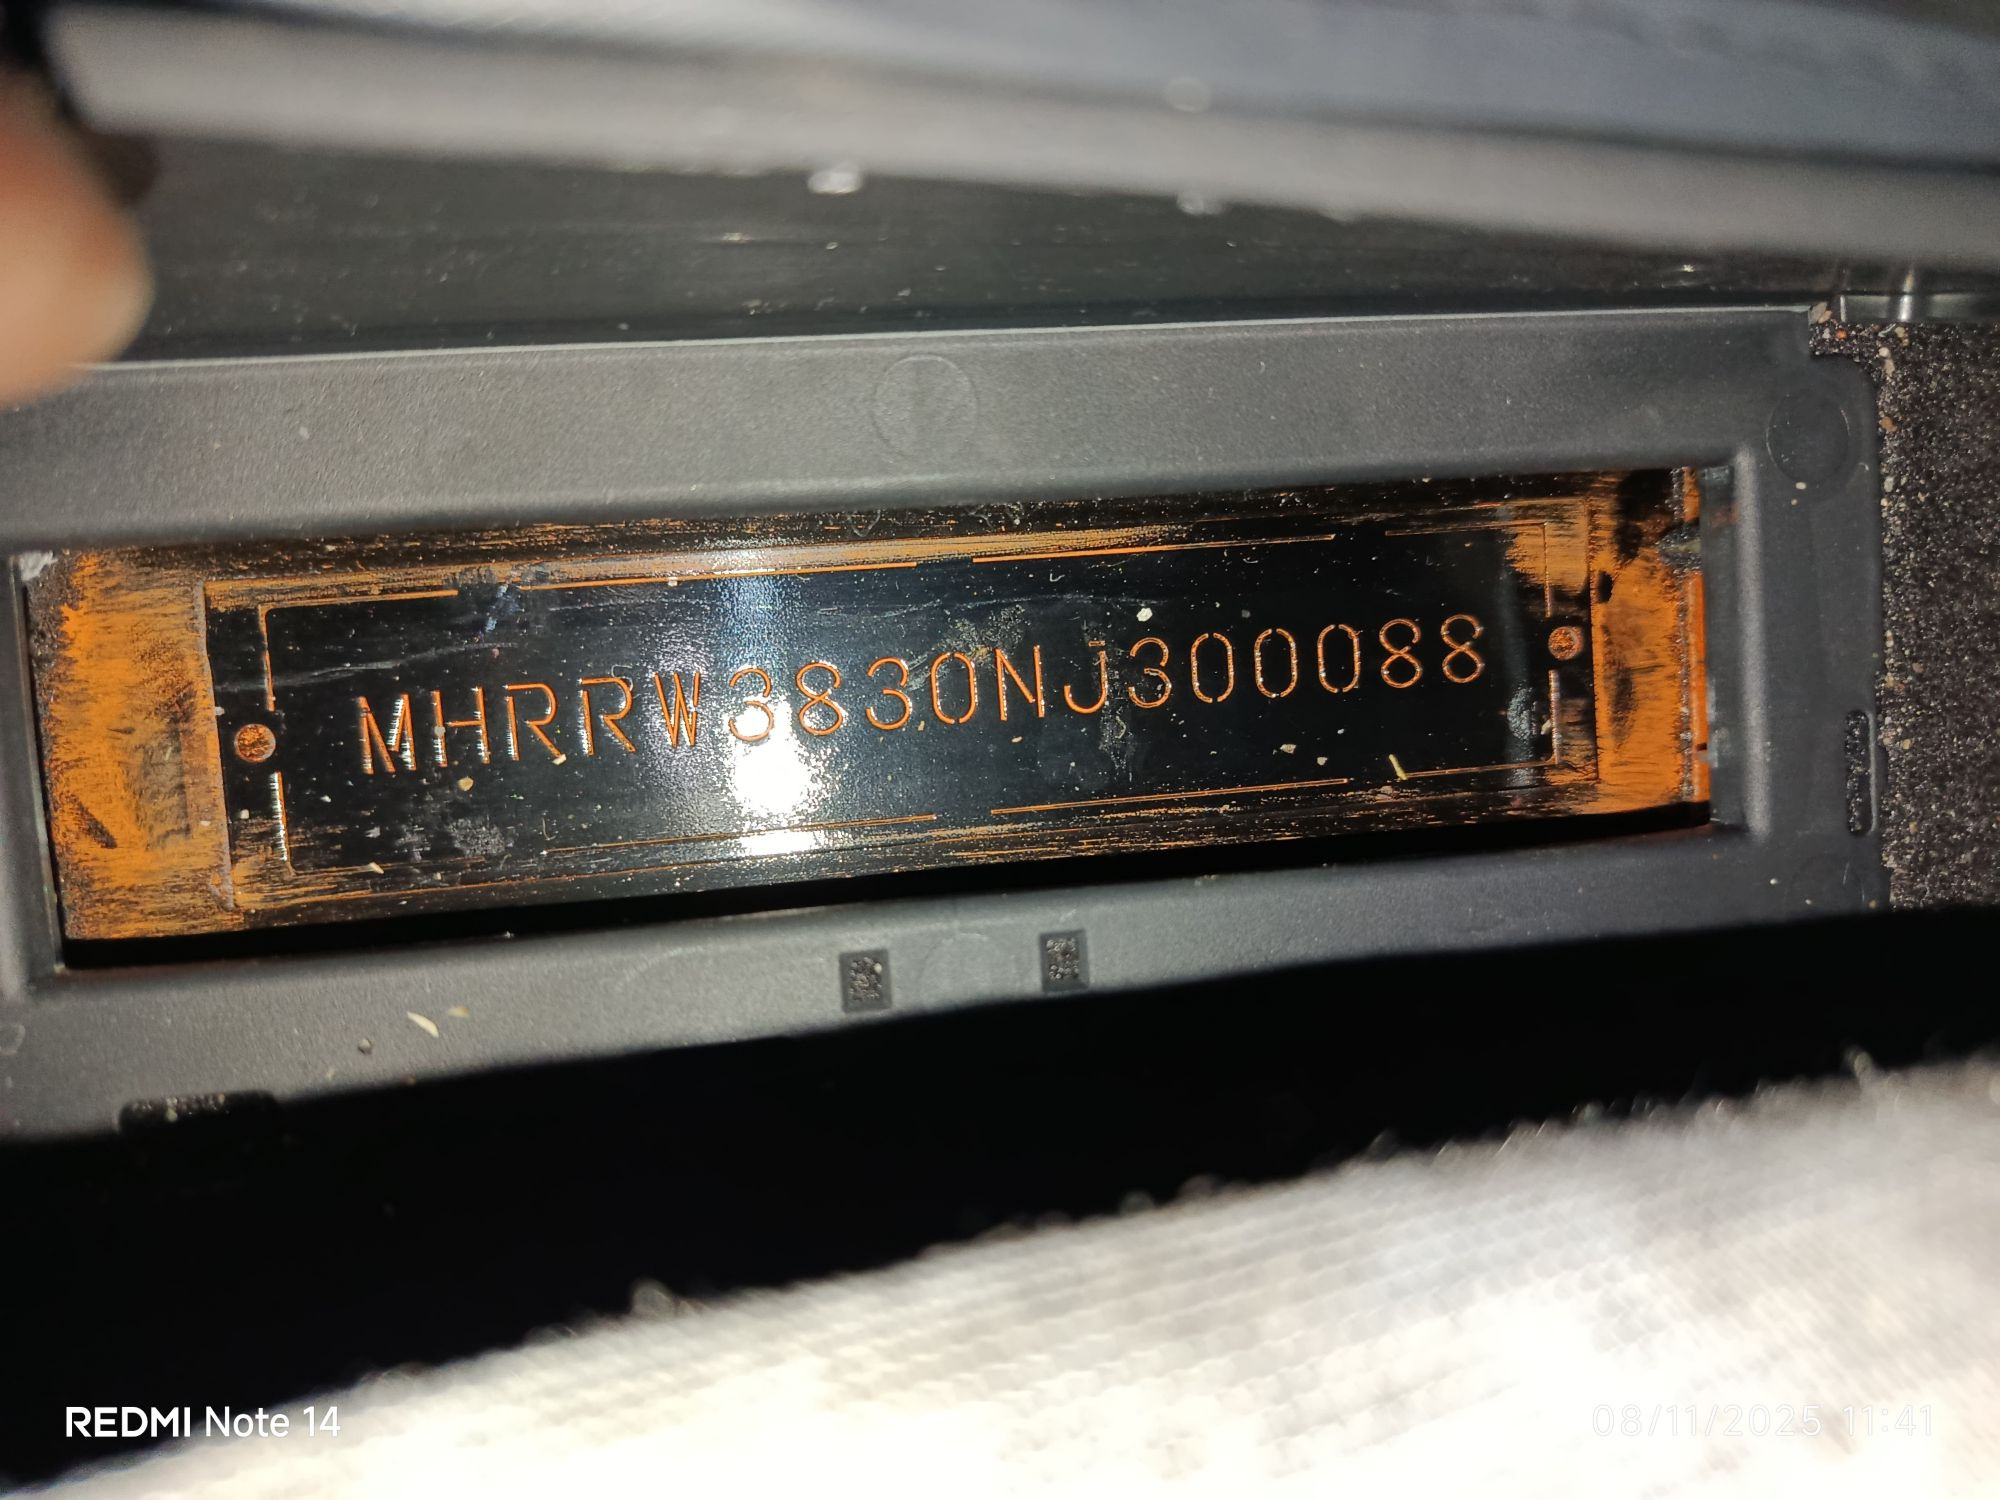 MHRRW3830NJ300088
REDMI Note 14
08/11/2025 11:41